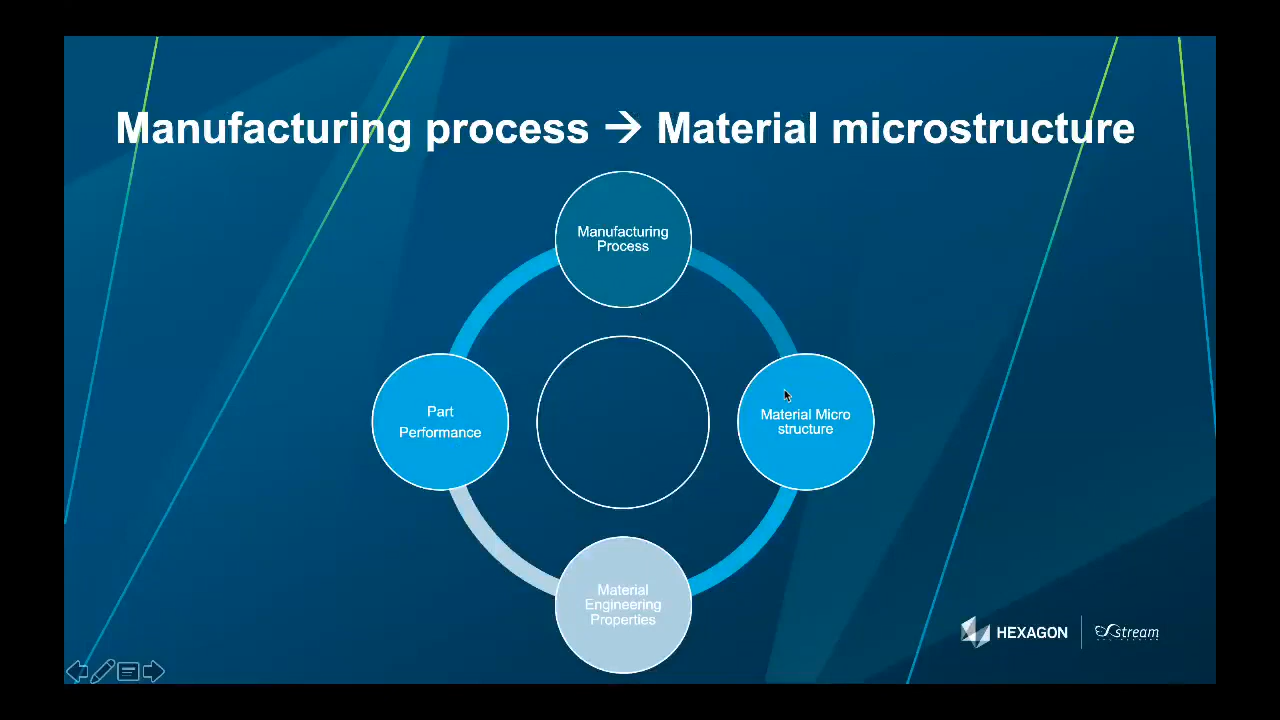 Manufacturing process → Material microstructure
Manufacturing
Process
Part
Performance
Material Micro
structure
Material
Engineering
Properties
HEXAGON
stream